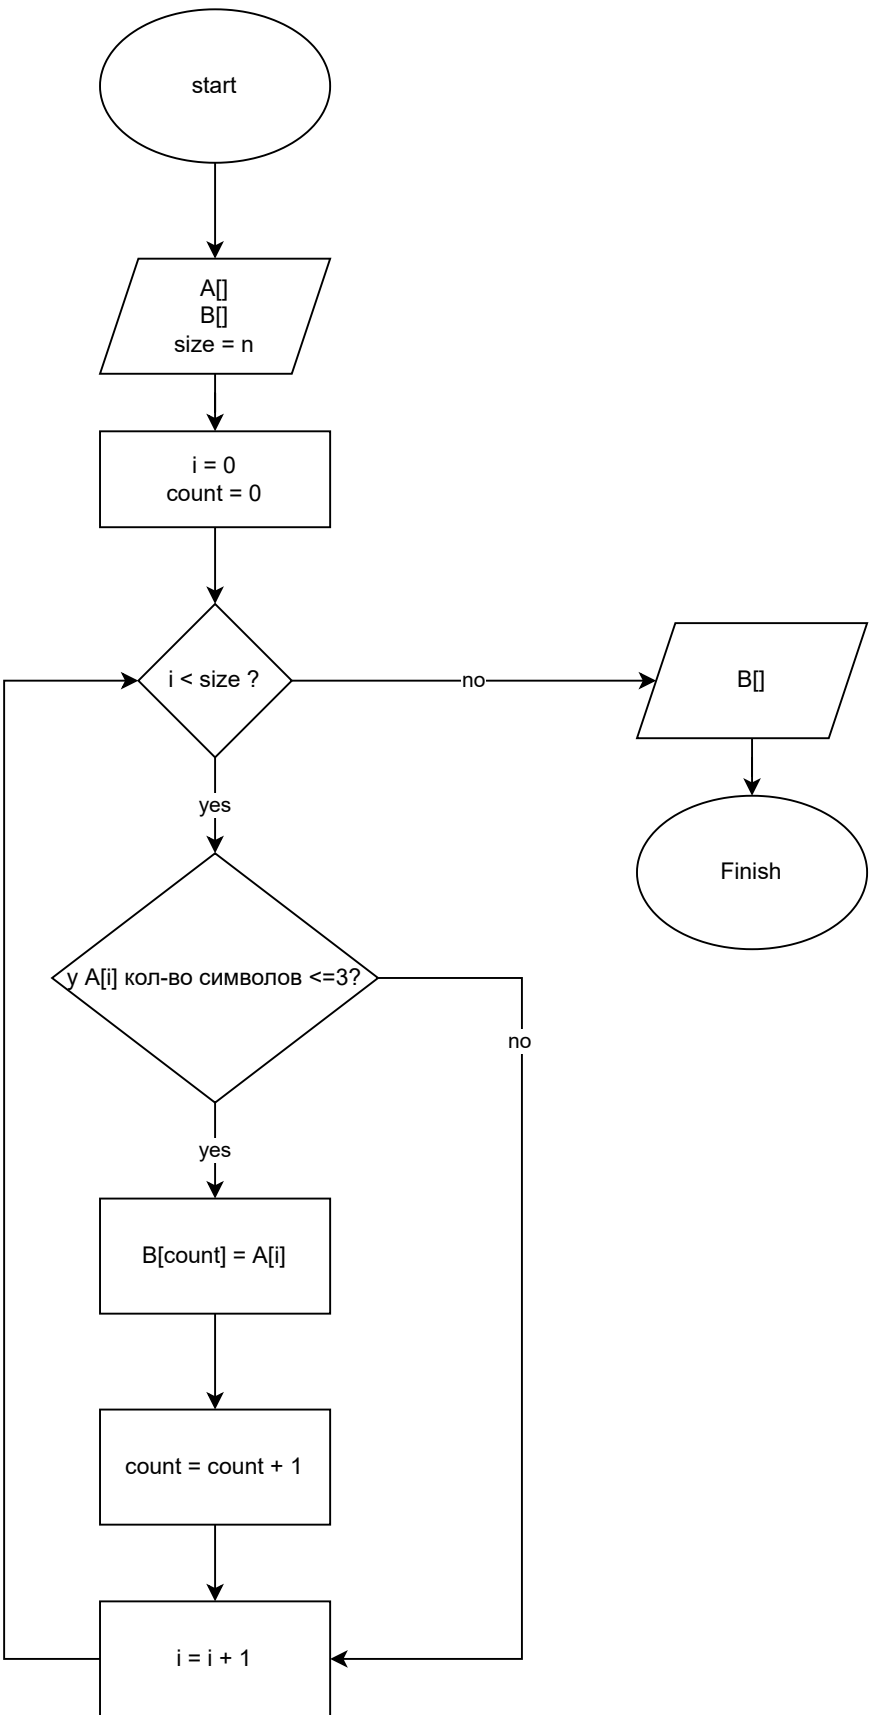 start
A[]
B[]
size = n
i = 0
count = 0
i < size ?
no
B[]
yes
Finish
у A[i] кол-во символов <=3?
no
yes
B[count] = A[i]
count = count + 1
i = i + 1